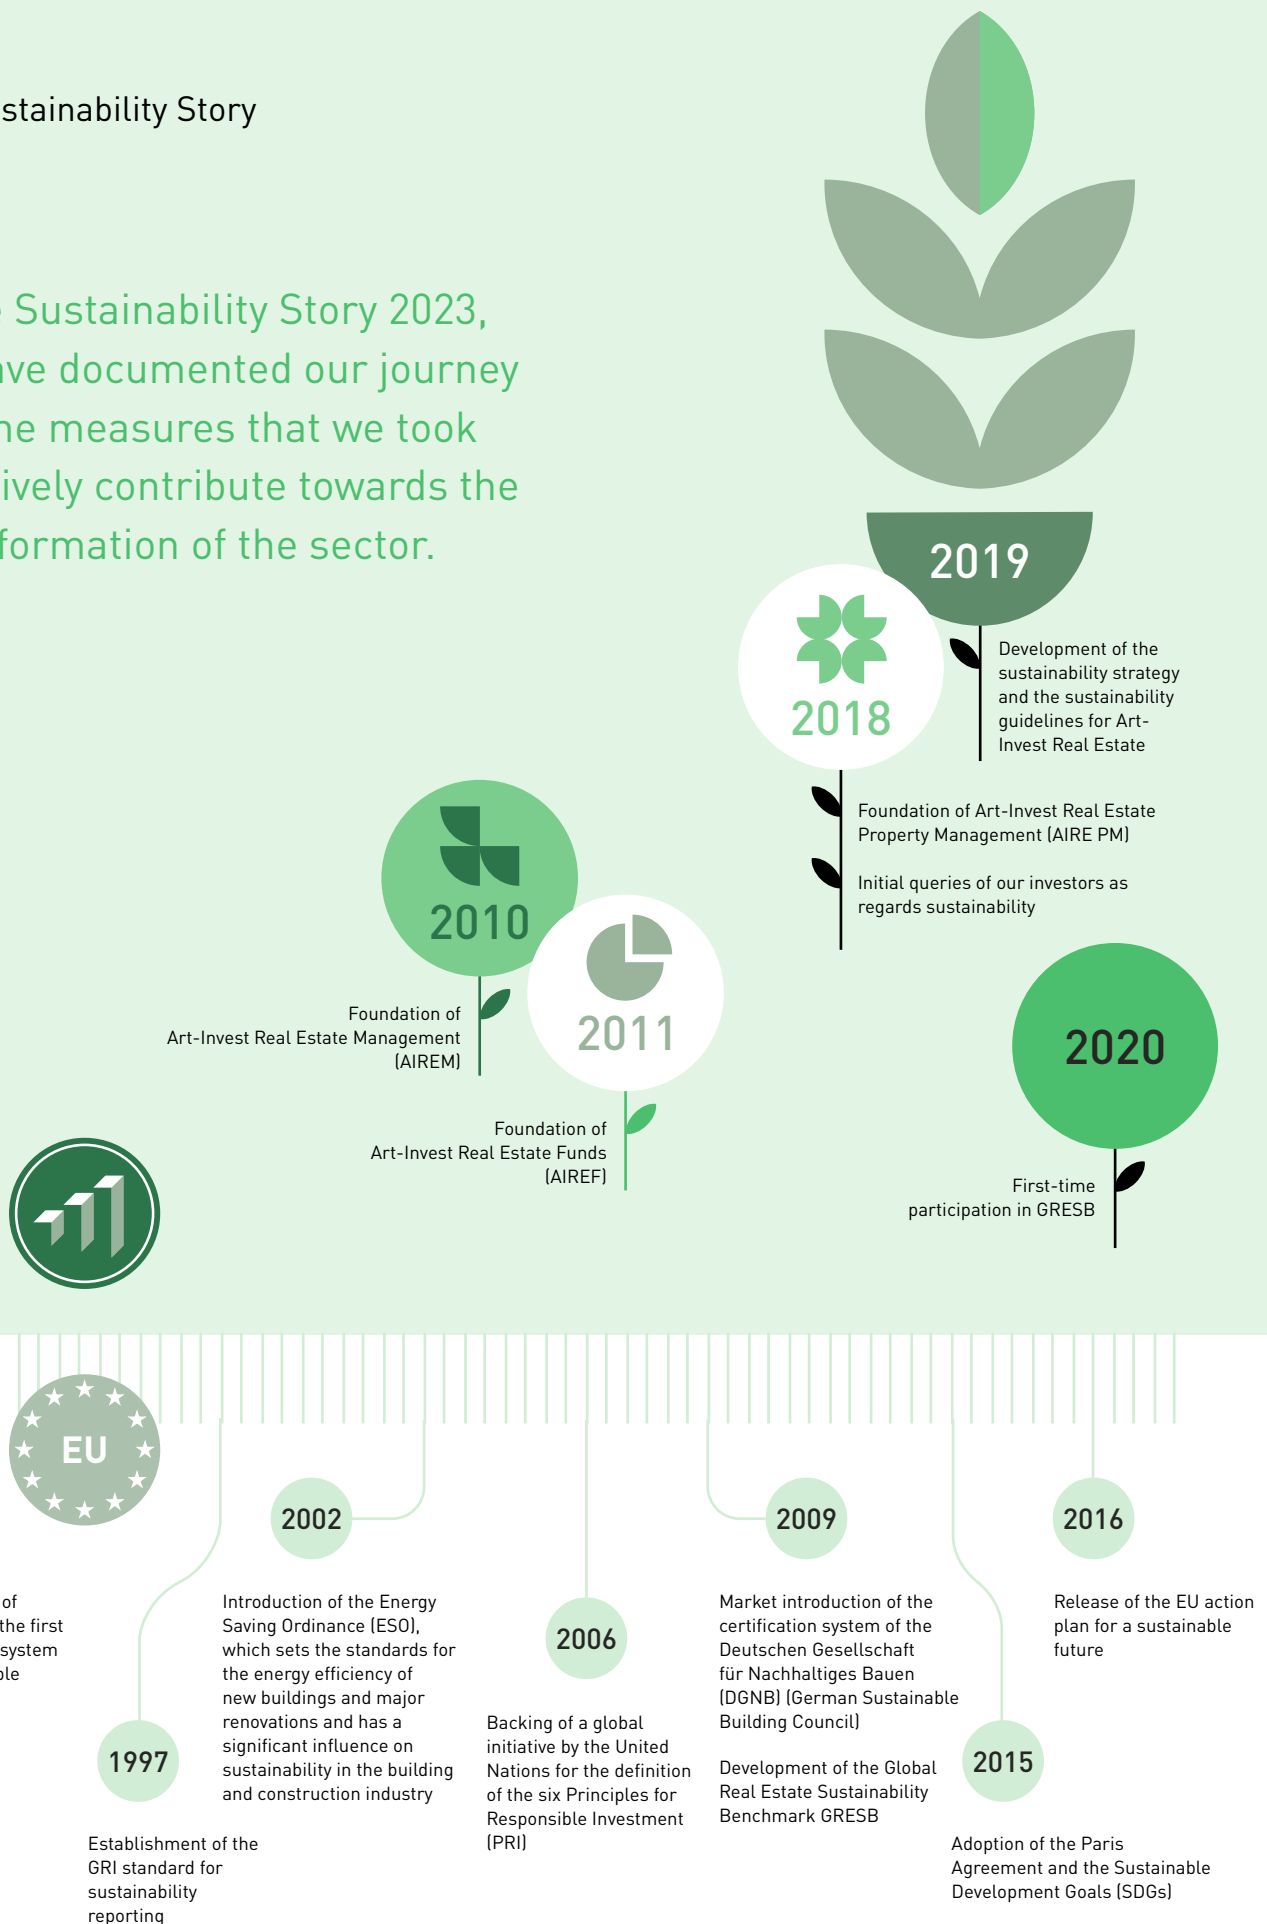 stainability Story
Sustainability Story 2023,
ave documented our journey
he measures that we took
ively contribute towards the
formation of the sector.
2019
Development of the
sustainability strategy
and the sustainability
guidelines for Art-
Invest Real Estate
2018
Foundation of Art-Invest Real Estate
Property Management (AIRE PM)
Initial queries of our investors as
regards sustainability
2010
Foundation of
Art-Invest Real Estate Management
(AIREM)
2011
Foundation of
Art-Invest Real Estate Funds
(AIREF)
2020
First-time
participation in GRESB
EU
of
the first
system
ble
1997
Establishment of the
GRI standard for
sustainability
reporting
2002
Introduction of the Energy
Saving Ordinance (ESO),
which sets the standards for
the energy efficiency of
new buildings and major
renovations and has a
significant influence on
sustainability in the building
and construction industry
2006
Backing of a global
initiative by the United
Nations for the definition
of the six Principles for
Responsible Investment
(PRI)
2009
Market introduction of the
certification system of the
Deutschen Gesellschaft
für Nachhaltiges Bauen
(DGNB) (German Sustainable
Building Council)
Development of the Global
Real Estate Sustainability
Benchmark GRESB
2015
Adoption of the Paris
Agreement and the Sustainable
Development Goals (SDGs)
2016
Release of the EU action
plan for a sustainable
future